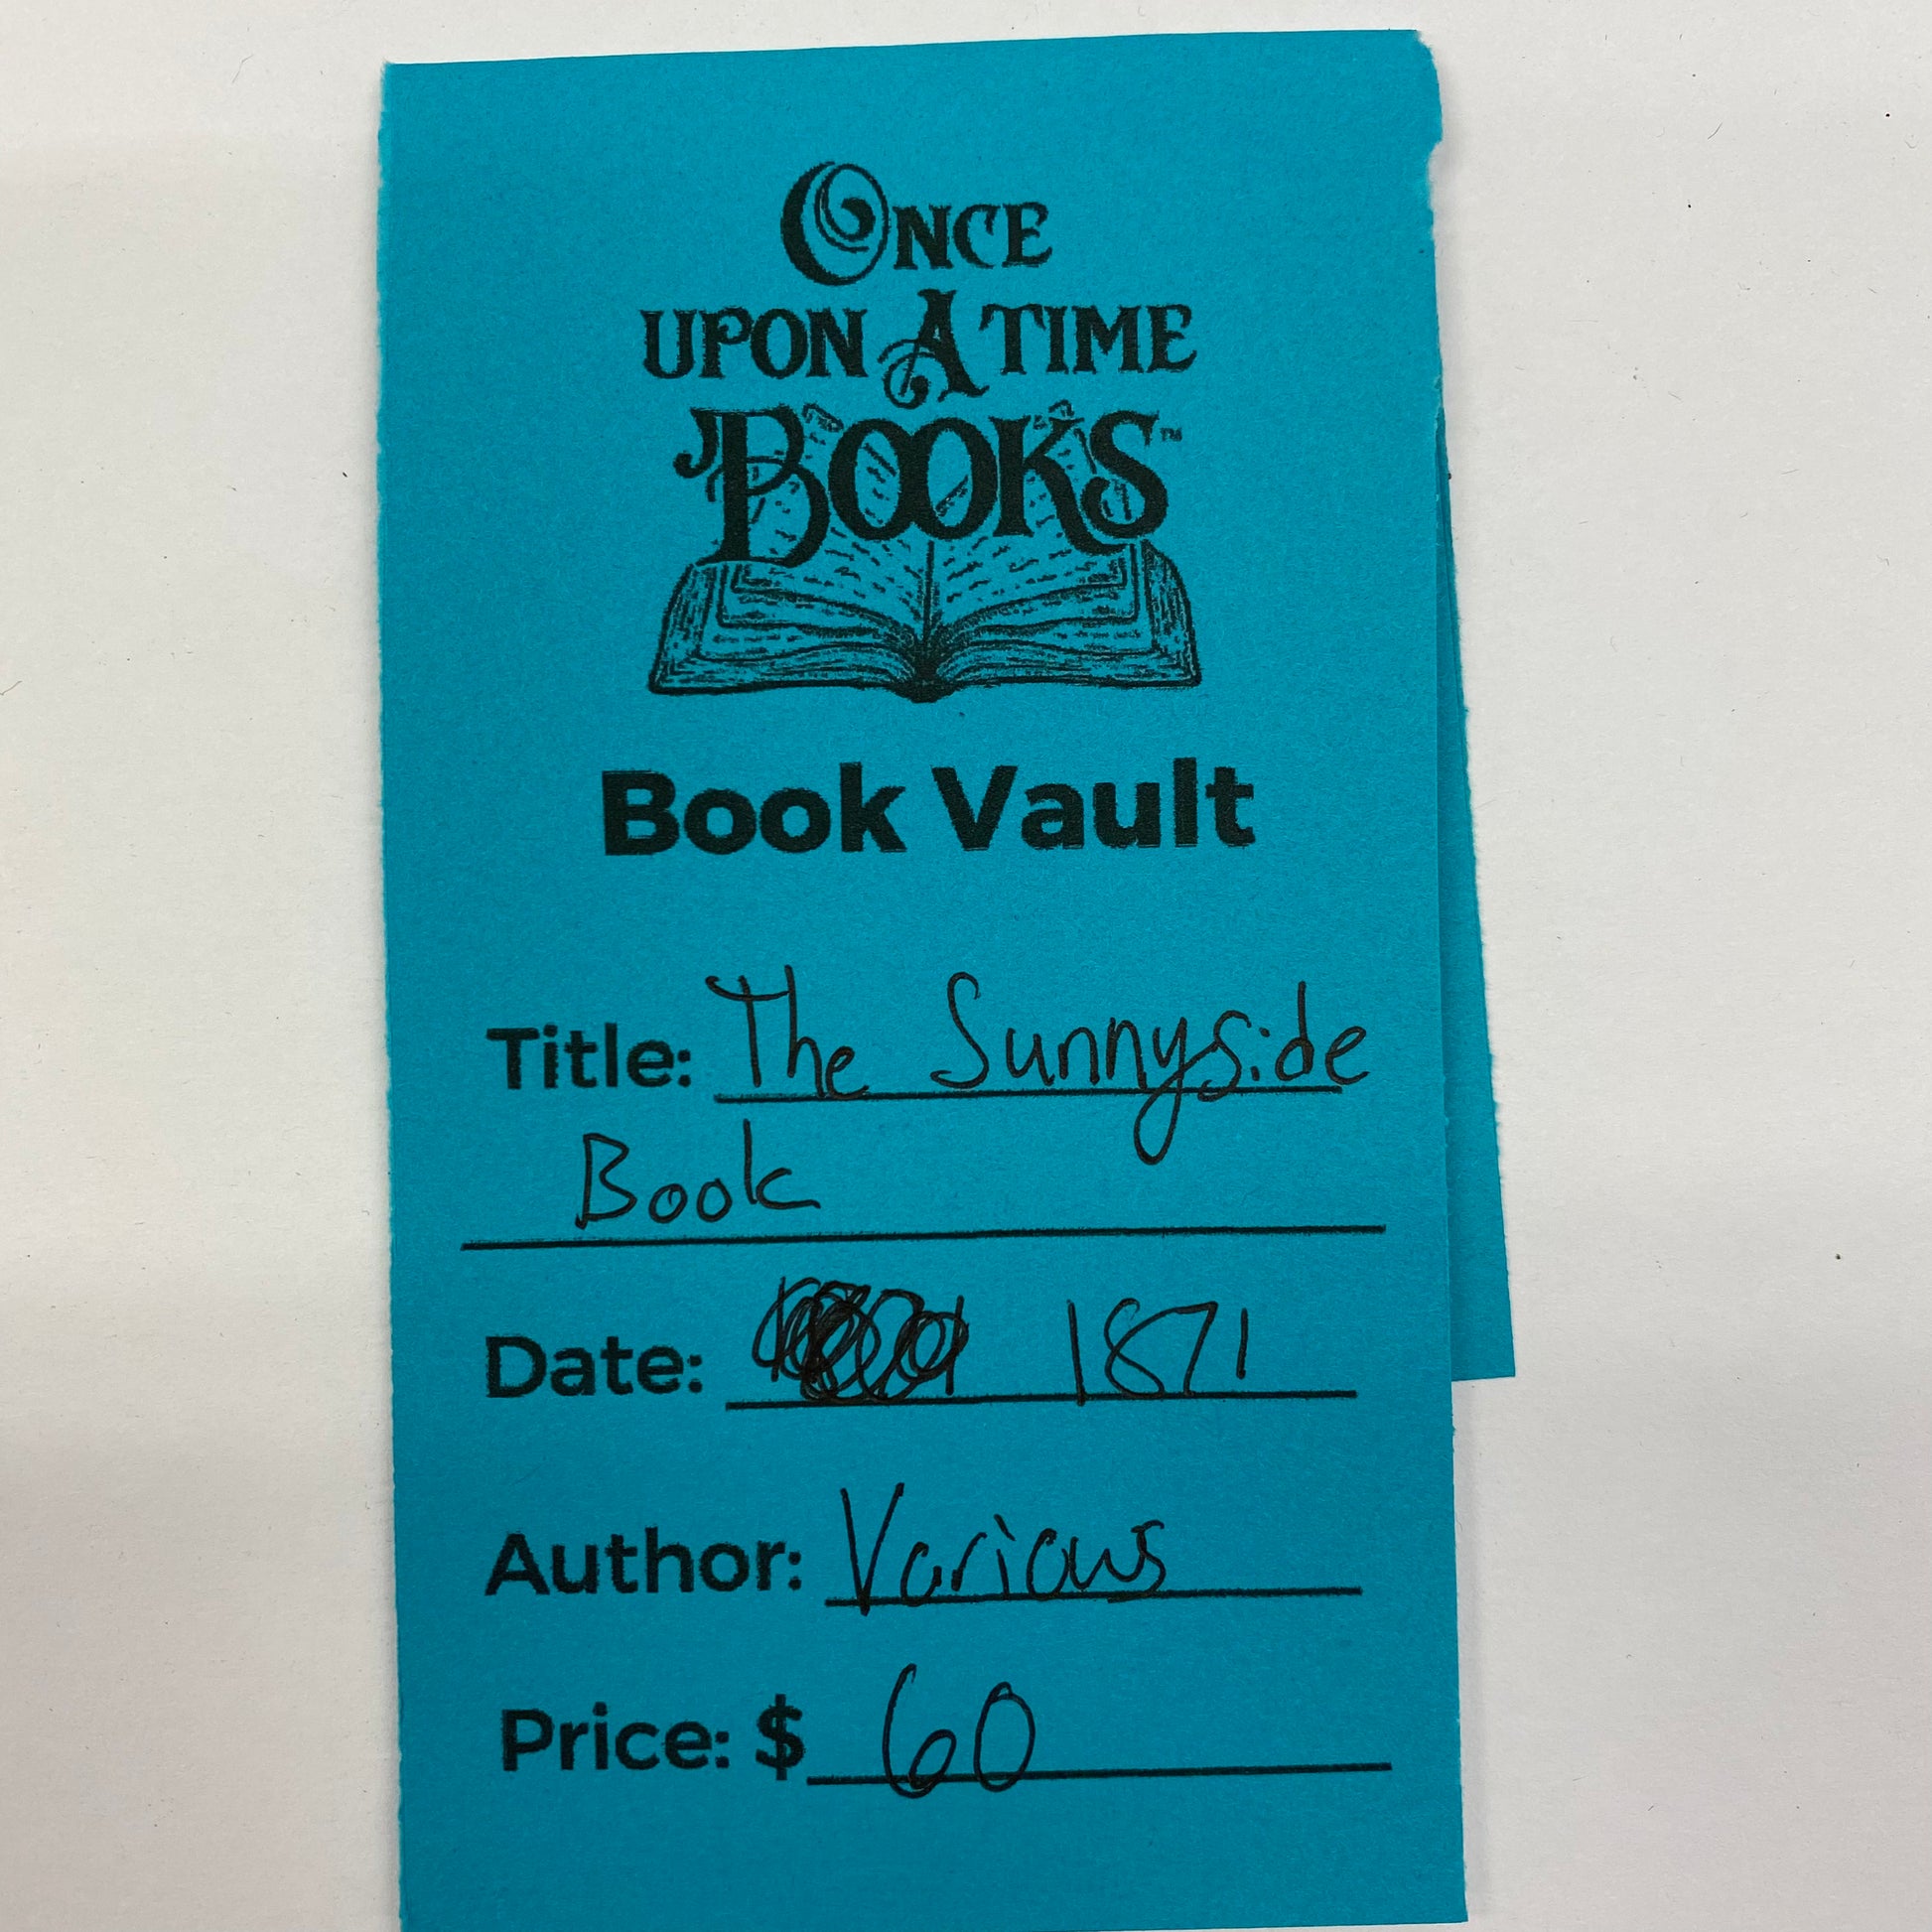 ONCE
UPON A TIME
BOOKS™
Book Vault
Title: The Sunnyside
Book
Date: 1871
Author: Various
Price: $ 60